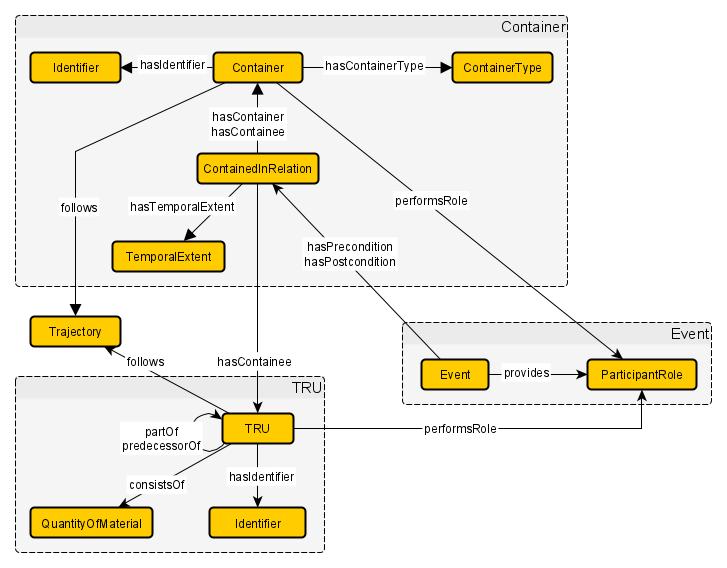 Container
Identifier
hasIdentifier
Container
hasContainerType
ContainerType
hasContainer
hasContainee
ContainedInRelation
follows
hasTemporalExtent
performsRole
TemporalExtent
hasPrecondition
hasPostcondition
Trajectory
Event
follows
hasContainee
Event
provides
ParticipantRole
TRU
partOf
predecessorOf
TRU
performsRole
consistsOf
hasIdentifier
QuantityOfMaterial
Identifier